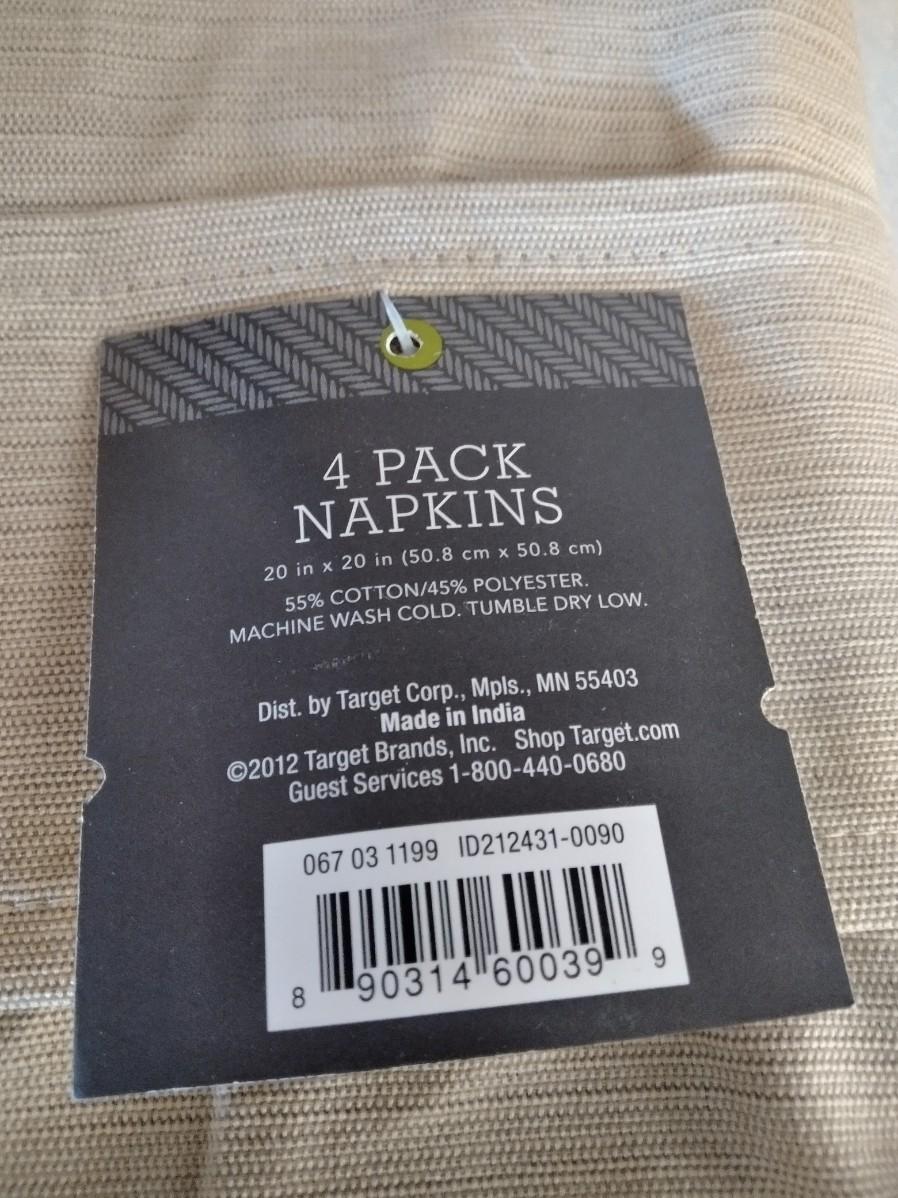 4 PACK
NAPKINS
20 in x 20 in (50.8 cm x 50.8 cm)
55% COTTON/45% POLYESTER.
MACHINE WASH COLD. TUMBLE DRY LOW.
Dist. by Target Corp., Mpls., MN 55403
Made in India
©2012 Target Brands, Inc. Shop Target.com
Guest Services 1-800-440-0680
067 03 1199 ID212431-0090
8 90314 60039 9